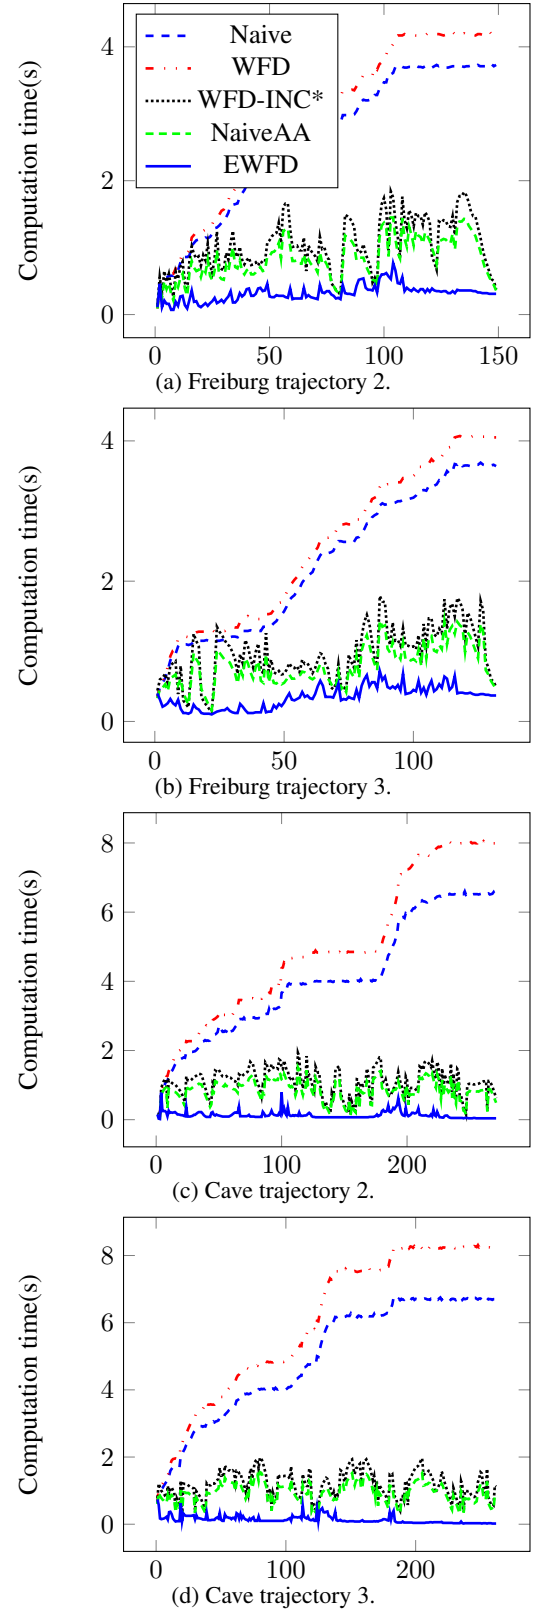 Computation time(s)
4
2
0
Naive
WFD
WFD-INC*
NaiveAA
EWFD
0 50 100 150
(a) Freiburg trajectory 2.
Computation time(s)
4
2
0
0 50 100
(b) Freiburg trajectory 3.
Computation time(s)
8
6
4
2
0
0 100 200
(c) Cave trajectory 2.
Computation time(s)
8
6
4
2
0
0 100 200
(d) Cave trajectory 3.